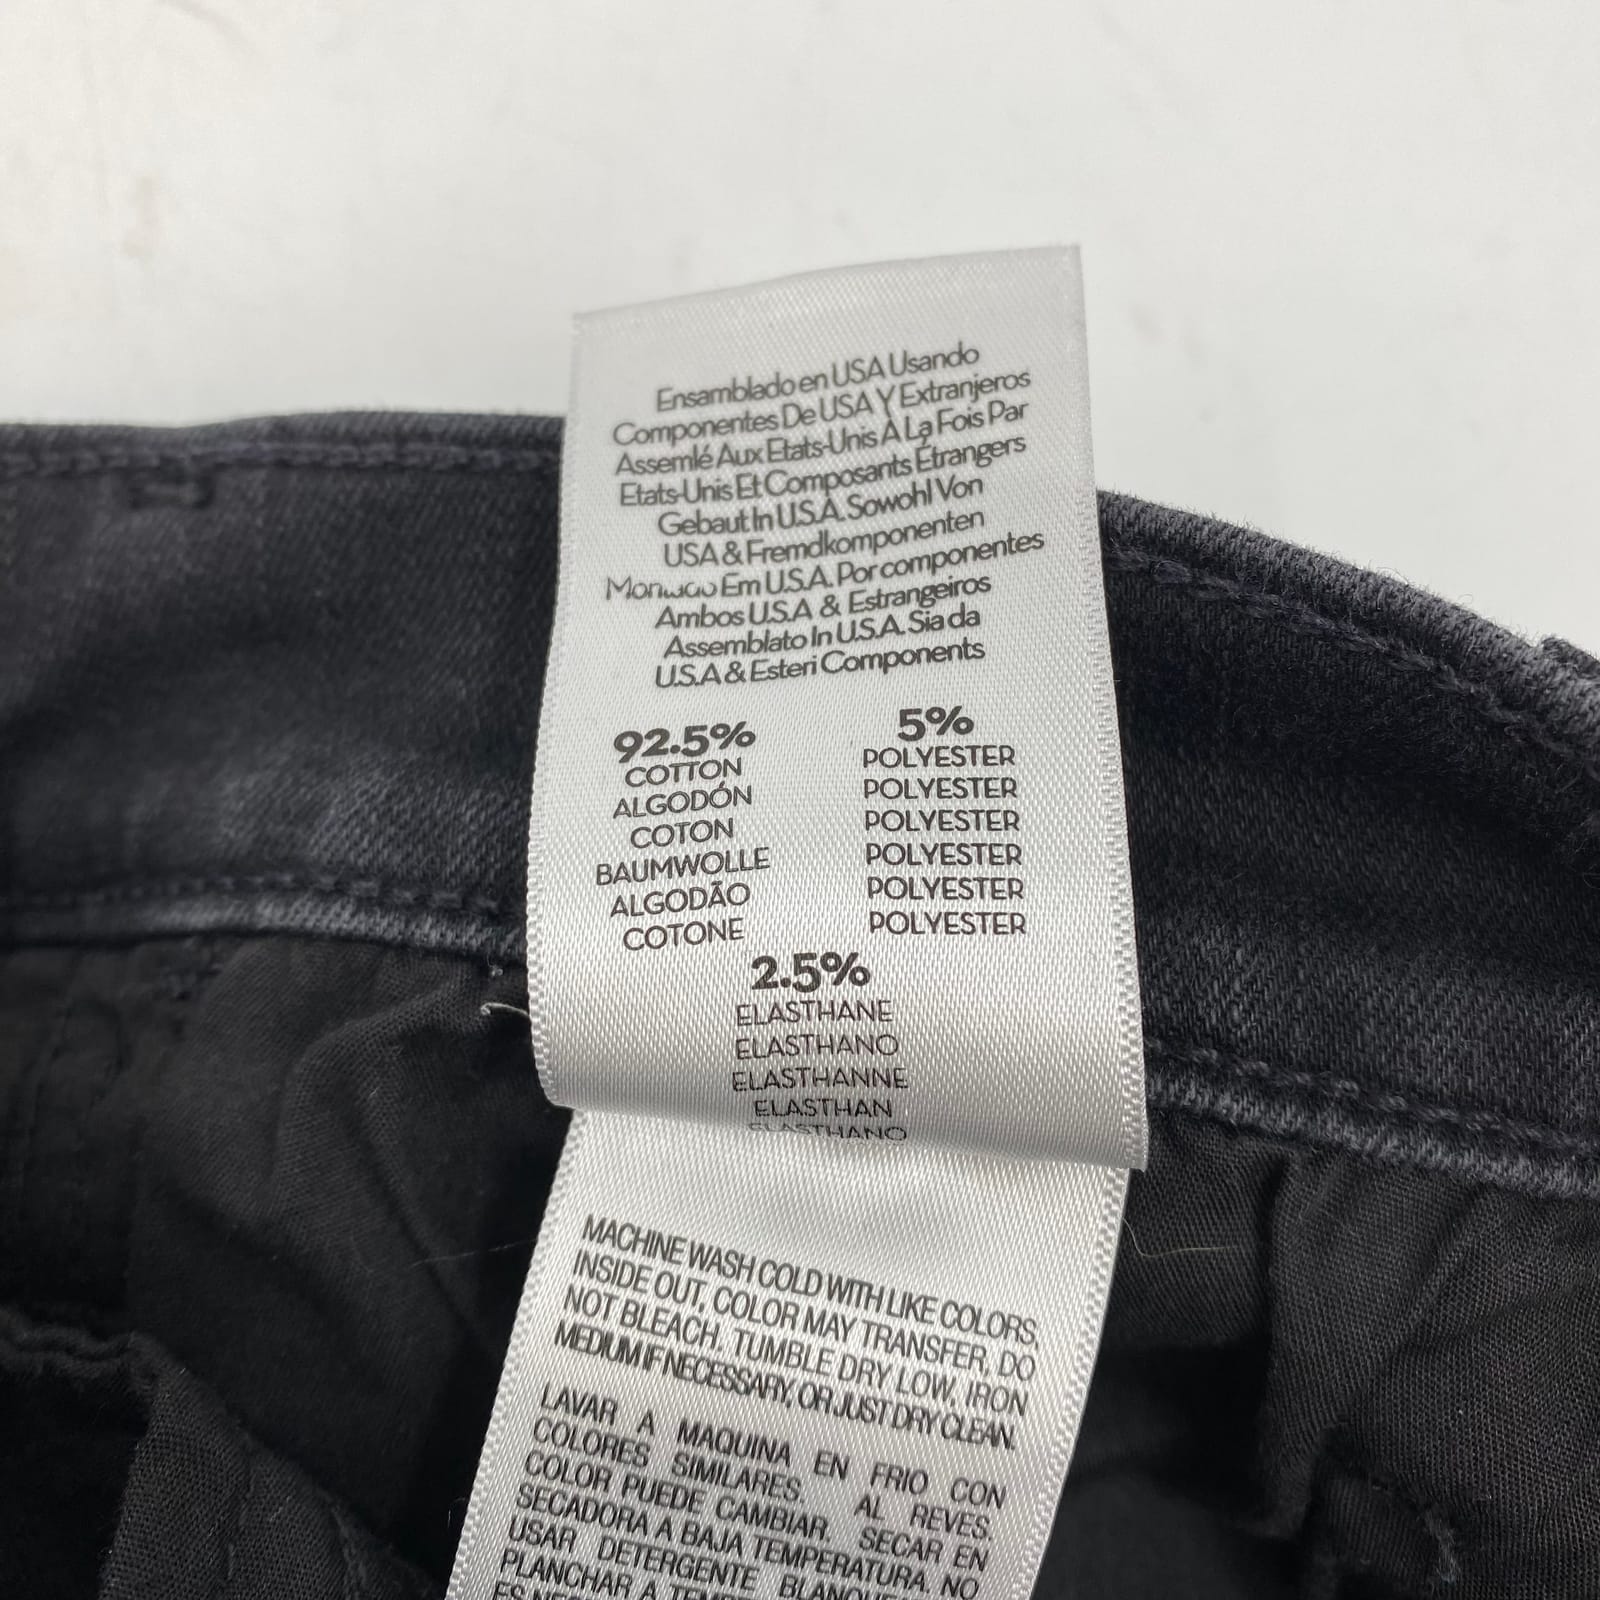 Ensamblado en USA Usando
Componentes De USA Y Extranjeros
Assemlé Aux Etats-Unis A La Fois Par
Etats-Unis Et Composants Étrangers
Gebaut In U.S.A. Sowohl Von
USA & Fremdkomponenten
Em U.S.A. Por componentes
Ambos U.S.A & Estrangeiros
Assemblato In U.S.A. Sia da
U.S.A & Esteri Components
92.5%
COTTON
ALGODÓN
COTON
BAUMWOLLE
ALGODÃO
COTONE
5%
POLYESTER
POLYESTER
POLYESTER
POLYESTER
POLYESTER
POLYESTER
2.5%
ELASTHANE
ELASTHANO
ELASTHANNE
ELASTHAN
ELASTHANO
MACHINE WASH COLD WITH LIKE COLORS
INSIDE OUT, COLOR MAY TRANSFER, DO
NOT BLEACH. TUMBLE DRY LOW, IRON
MEDIUM IF NECESSARY, OR JUST DRY CLEAN.
LAVAR A MAQUINA EN FRIO CON
COLORES SIMILARES. AL REVES.
COLOR PUEDE CAMBIAR. SECAR EN
SECADORA A BAJA TEMPERATURA. NO
USAR DETERGENTE
PLANCHAR A